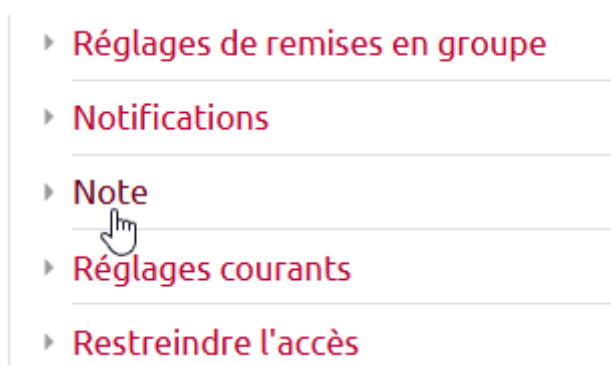 Réglages de remises en groupe
Notifications
Note
Réglages courants
Restreindre l'accès